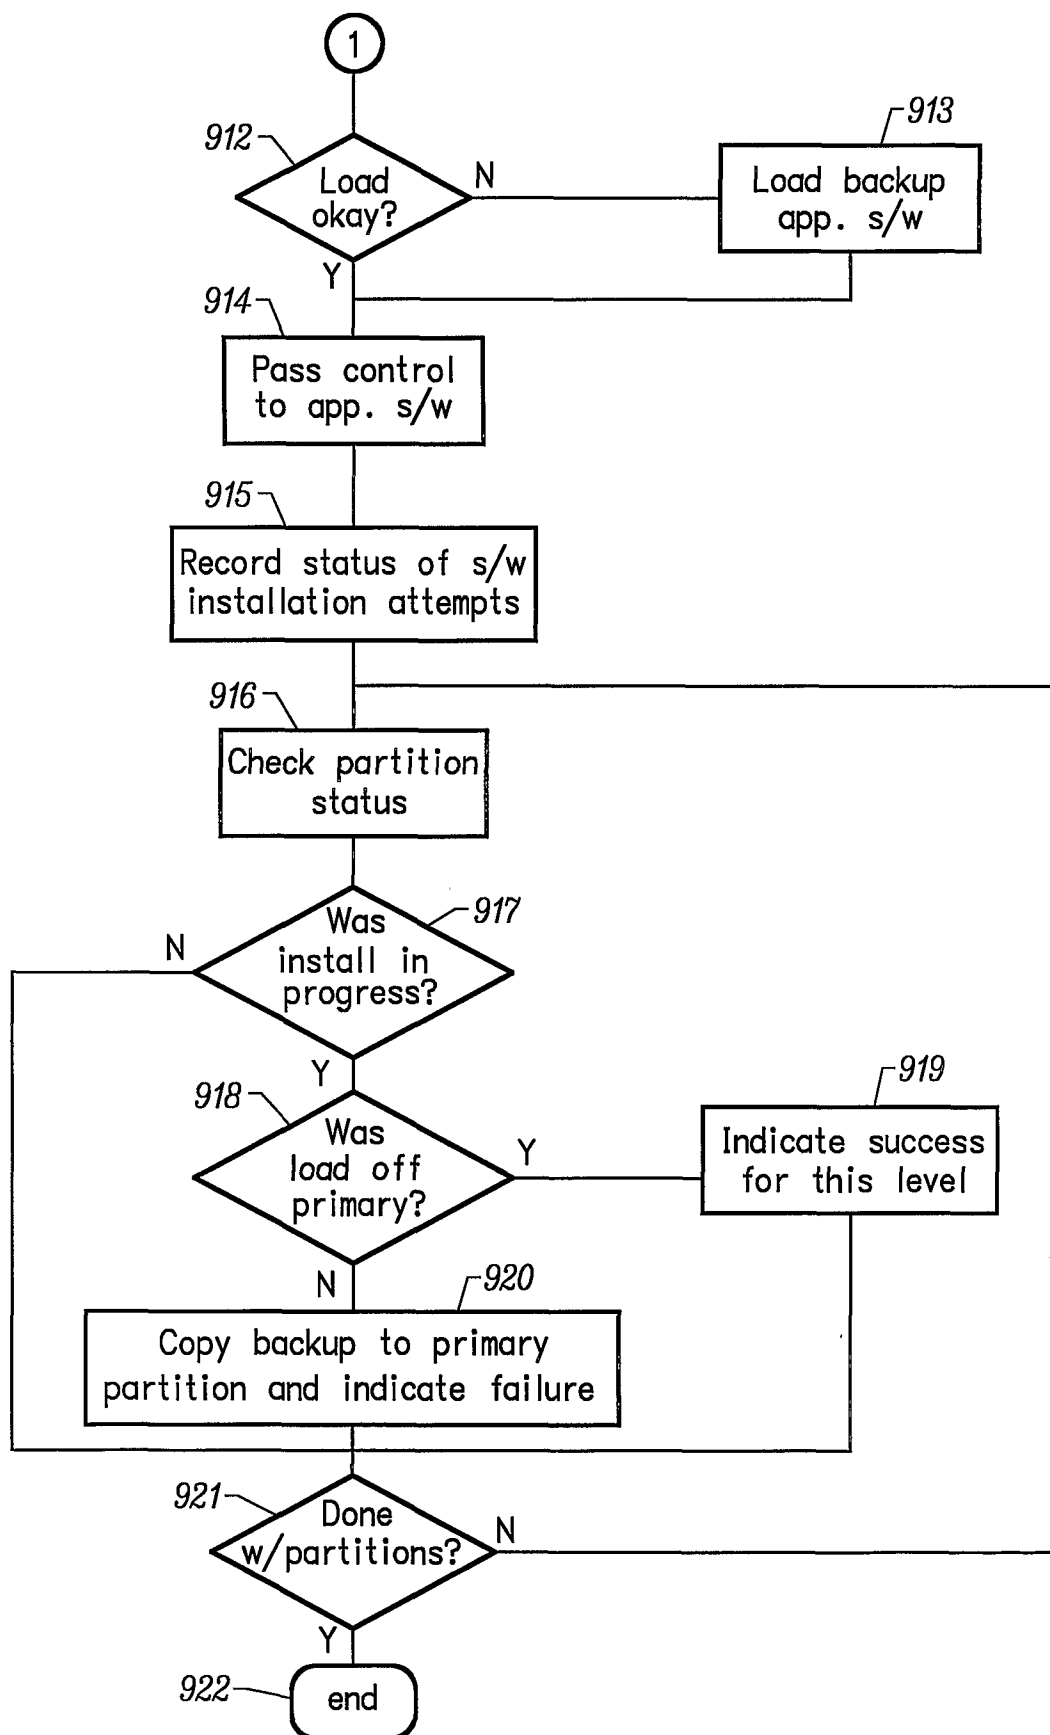 1
912
Load
okay?
N
913
Load backup
app. s/w
Y
914
Pass control
to app. s/w
915
Record status of s/w
installation attempts
916
Check partition
status
917
Was
install in
progress?
N
Y
918
Was
load off
primary?
Y
919
Indicate success
for this level
N
920
Copy backup to primary
partition and indicate failure
921
Done
w/partitions?
N
Y
922
end